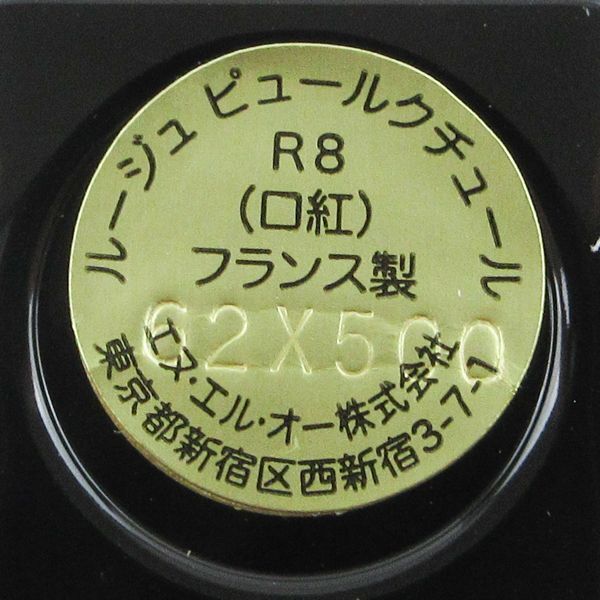 ルージュ ピュールクチュール
R8
(口紅)
フランス製
エヌ・エル・オー株式会社
東京都新宿区西新宿3-7-1